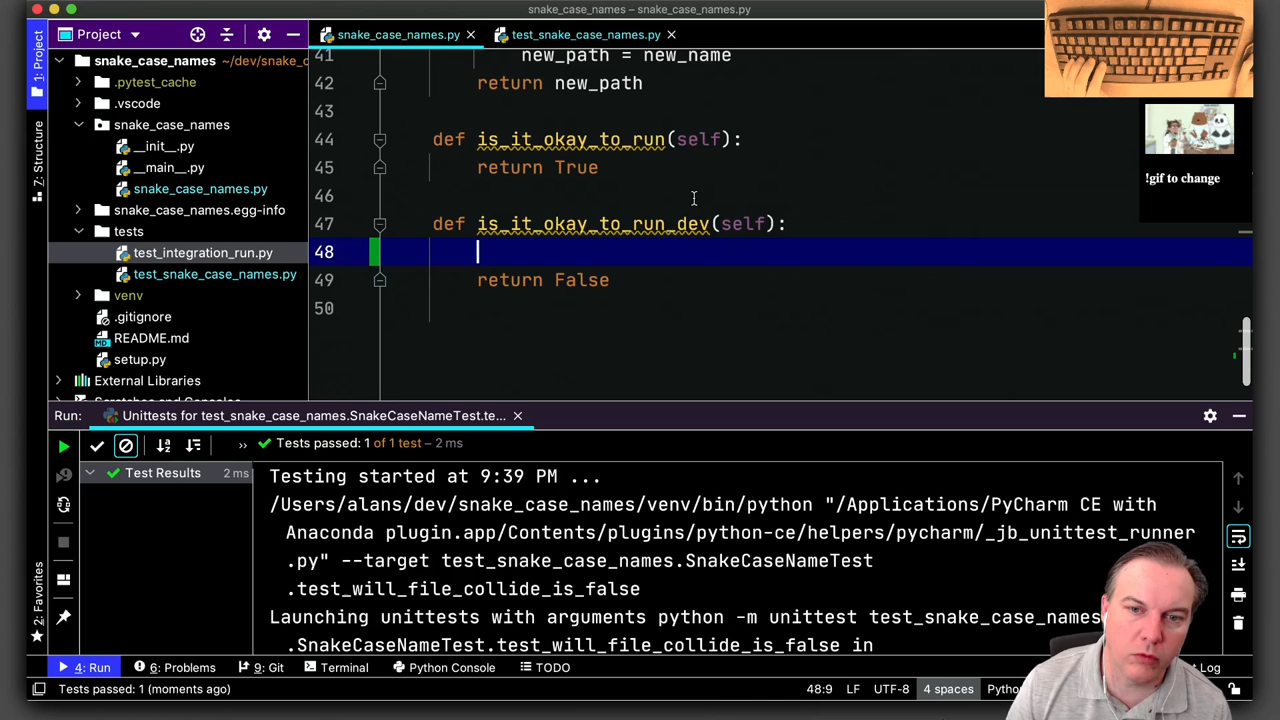 snake_case_names – snake_case_names.py
Project
snake_case_names.py
test_snake_case_names.py
1: Project
7: Structure
2: Favorites
snake_case_names ~/dev/snake_c
.pytest_cache
.vscode
snake_case_names
__init__.py
__main__.py
snake_case_names.py
snake_case_names.egg-info
tests
test_integration_run.py
test_snake_case_names.py
venv
.gitignore
README.md
setup.py
External Libraries
Scratches and Consoles
41 new_path = new_name
42 return new_path
43
44 def is_it_okay_to_run(self):
45 return True
46
47 def is_it_okay_to_run_dev(self):
48
49 return False
50
!gif to change
Run: Unittests for test_snake_case_names.SnakeCaseNameTest.te...
Tests passed: 1 of 1 test – 2 ms
Test Results 2 ms
Testing started at 9:39 PM ...
/Users/alans/dev/snake_case_names/venv/bin/python "/Applications/PyCharm CE with
Anaconda plugin.app/Contents/plugins/python-ce/helpers/pycharm/_jb_unittest_runner
.py" --target test_snake_case_names.SnakeCaseNameTest
.test_will_file_collide_is_false
Launching unittests with arguments python -m unittest test_snake_case_names
.SnakeCaseNameTest.test_will_file_collide_is_false in
4: Run 6: Problems 9: Git Terminal Python Console TODO Log
Tests passed: 1 (moments ago) 48:9 LF UTF-8 4 spaces Pytho